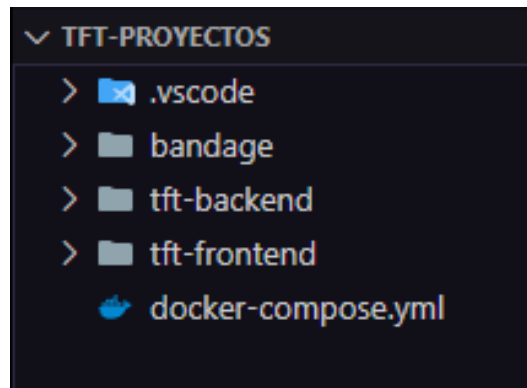 TFT-PROYECTOS
.vscode
bandage
tft-backend
tft-frontend
docker-compose.yml